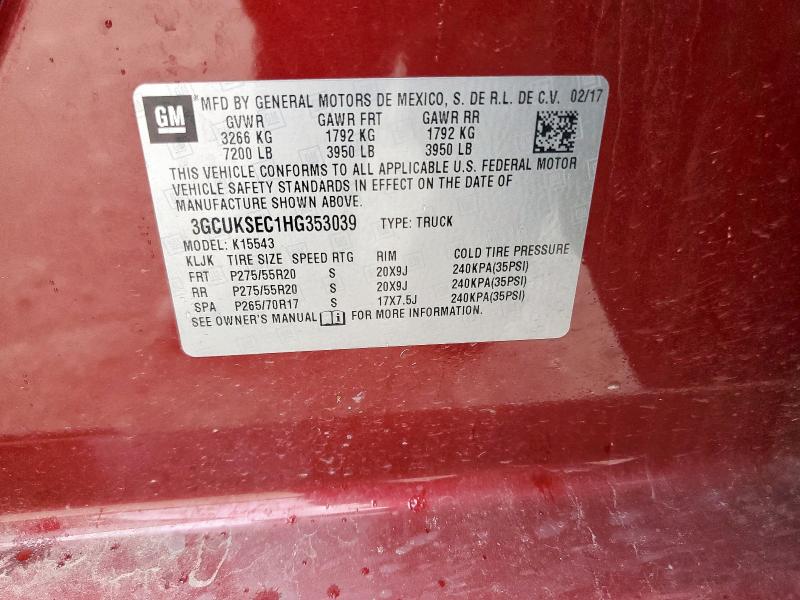 GM *MFD BY GENERAL MOTORS DE MEXICO, S. DE R.L. DE C.V. 02/17
GVWR GAWR FRT GAWR RR
3266 KG 1792 KG 1792 KG
7200 LB 3950 LB 3950 LB
THIS VEHICLE CONFORMS TO ALL APPLICABLE U.S. FEDERAL MOTOR
VEHICLE SAFETY STANDARDS IN EFFECT ON THE DATE OF
MANUFACTURE SHOWN ABOVE.
3GCUKSEC1HG353039 TYPE: TRUCK
MODEL: K15543
KLJK TIRE SIZE SPEED RTG RIM COLD TIRE PRESSURE
FRT P275/55R20 S 20X9J 240KPA(35PSI)
RR P275/55R20 S 20X9J 240KPA(35PSI)
SPA P265/70R17 S 17X7.5J 240KPA(35PSI)
SEE OWNER'S MANUAL i FOR MORE INFORMATION.